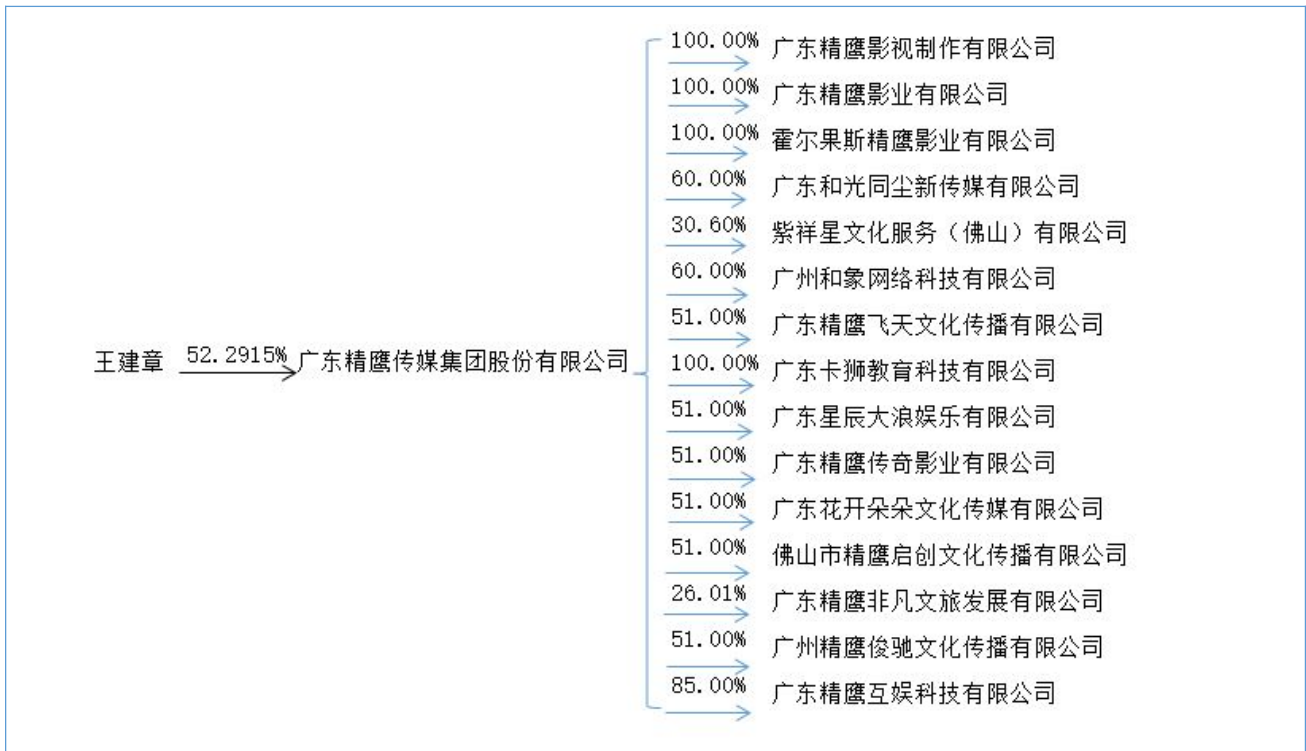 100.00% 广东精鹰影视制作有限公司
100.00% 广东精鹰影业有限公司
100.00% 霍尔果斯精鹰影业有限公司
60.00% 广东和光同尘新传媒有限公司
30.60% 紫祥星文化服务（佛山）有限公司
60.00% 广州和象网络科技有限公司
51.00% 广东精鹰飞天文化传播有限公司
王建章 52.2915% 广东精鹰传媒集团股份有限公司
100.00% 广东卡狮教育科技有限公司
51.00% 广东星辰大浪娱乐有限公司
51.00% 广东精鹰传奇影业有限公司
51.00% 广东花开朵朵文化传媒有限公司
51.00% 佛山市精鹰启创文化传播有限公司
26.01% 广东精鹰非凡文旅发展有限公司
51.00% 广州精鹰俊驰文化传播有限公司
85.00% 广东精鹰互娱科技有限公司